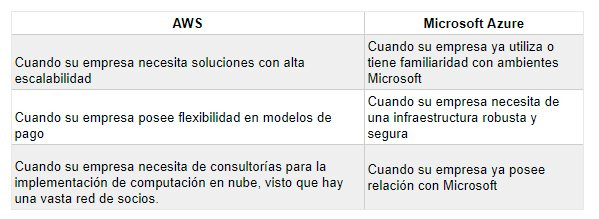 AWS
Microsoft Azure
Cuando su empresa necesita soluciones con alta
escalabilidad
Cuando su empresa ya utiliza o
tiene familiaridad con ambientes
Microsoft
Cuando su empresa posee flexibilidad en modelos de
pago
Cuando su empresa necesita de
una infraestructura robusta y
segura
Cuando su empresa necesita de consultorías para la
implementación de computación en nube, visto que hay
una vasta red de socios.
Cuando su empresa ya posee
relación con Microsoft